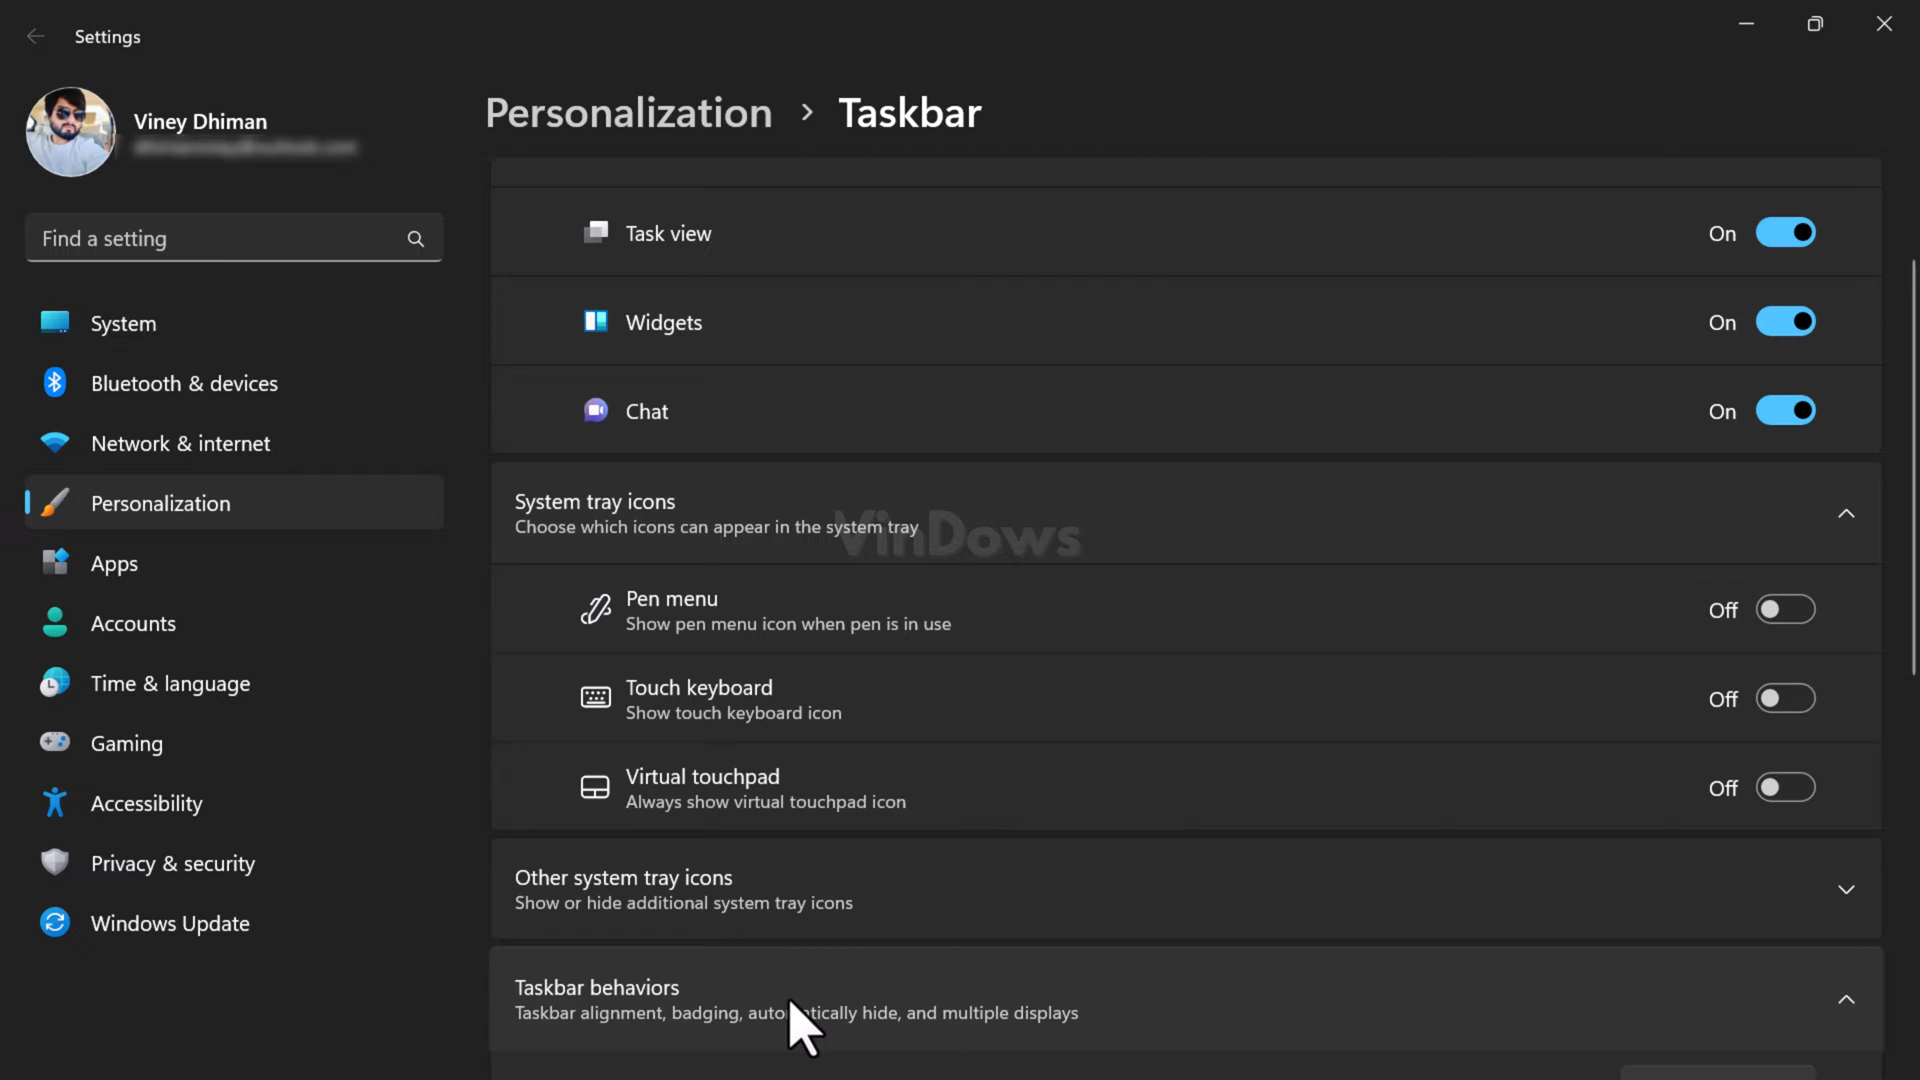 Settings
Viney Dhiman
Find a setting
System
Bluetooth & devices
Network & internet
Personalization
Apps
Accounts
Time & language
Gaming
Accessibility
Privacy & security
Windows Update
Personalization > Taskbar
Task view On
Widgets On
Chat On
System tray icons
Choose which icons can appear in the system tray
VinDows
Pen menu
Show pen menu icon when pen is in use
Off
Touch keyboard
Show touch keyboard icon
Off
Virtual touchpad
Always show virtual touchpad icon
Off
Other system tray icons
Show or hide additional system tray icons
Taskbar behaviors
Taskbar alignment, badging, automatically hide, and multiple displays